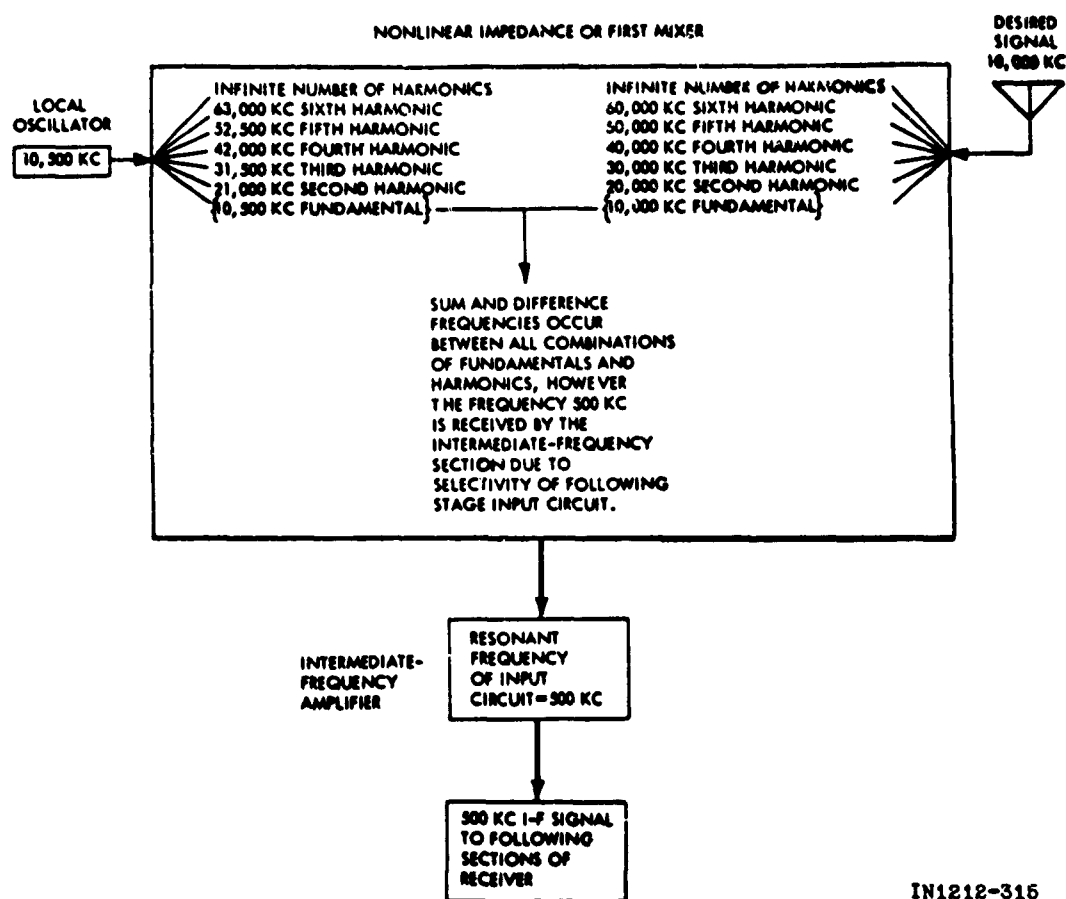 NONLINEAR IMPEDANCE OR FIRST MIXER
DESIRED
SIGNAL
10,000 KC
LOCAL
OSCILLATOR
10,500 KC
INFINITE NUMBER OF HARMONICS
63,000 KC SIXTH HARMONIC
52,500 KC FIFTH HARMONIC
42,000 KC FOURTH HARMONIC
31,500 KC THIRD HARMONIC
21,000 KC SECOND HARMONIC
{10,500 KC FUNDAMENTAL}
INFINITE NUMBER OF HARMONICS
60,000 KC SIXTH HARMONIC
50,000 KC FIFTH HARMONIC
40,000 KC FOURTH HARMONIC
30,000 KC THIRD HARMONIC
20,000 KC SECOND HARMONIC
{10,000 KC FUNDAMENTAL}
SUM AND DIFFERENCE
FREQUENCIES OCCUR
BETWEEN ALL COMBINATIONS
OF FUNDAMENTALS AND
HARMONICS, HOWEVER
THE FREQUENCY 500 KC
IS RECEIVED BY THE
INTERMEDIATE-FREQUENCY
SECTION DUE TO
SELECTIVITY OF FOLLOWING
STAGE INPUT CIRCUIT.
INTERMEDIATE-
FREQUENCY
AMPLIFIER
RESONANT
FREQUENCY
OF INPUT
CIRCUIT=500 KC
500 KC I-F SIGNAL
TO FOLLOWING
SECTIONS OF
RECEIVER
IN1212-315